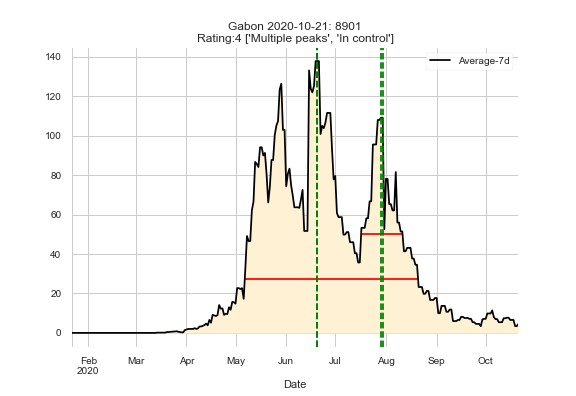 Gabon 2020-10-21: 8901
Rating:4 ['Multiple peaks', 'In control']
Average-7d
140
120
100
80
60
40
20
0
Feb Mar Apr May Jun Jul Aug Sep Oct
2020
Date